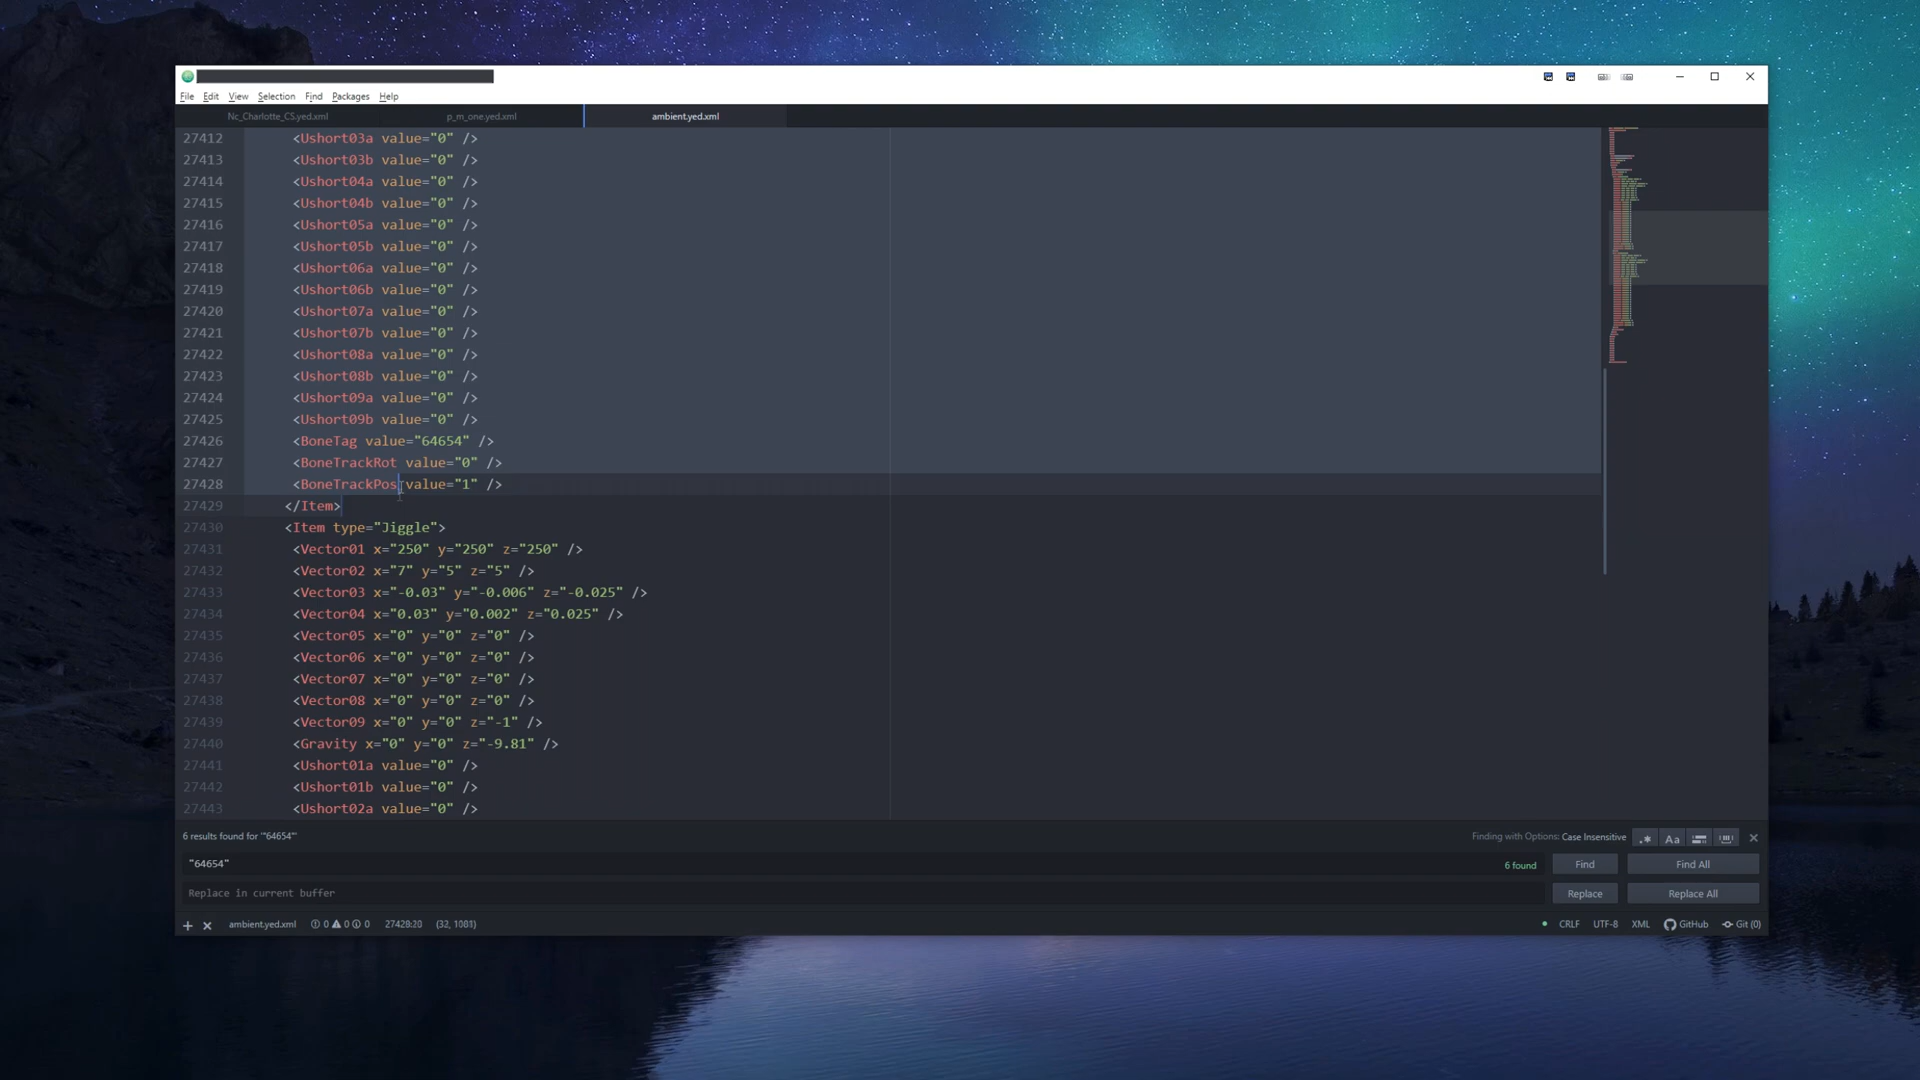 File Edit View Selection Find Packages Help
Nc_Charlotte_CS.yed.xml p_m_one.yed.xml ambient.yed.xml
27412 <Ushort03a value="0" />
27413 <Ushort03b value="0" />
27414 <Ushort04a value="0" />
27415 <Ushort04b value="0" />
27416 <Ushort05a value="0" />
27417 <Ushort05b value="0" />
27418 <Ushort06a value="0" />
27419 <Ushort06b value="0" />
27420 <Ushort07a value="0" />
27421 <Ushort07b value="0" />
27422 <Ushort08a value="0" />
27423 <Ushort08b value="0" />
27424 <Ushort09a value="0" />
27425 <Ushort09b value="0" />
27426 <BoneTag value="64654" />
27427 <BoneTrackRot value="0" />
27428 <BoneTrackPos value="1" />
27429 </Item>
27430 <Item type="Jiggle">
27431 <Vector01 x="250" y="250" z="250" />
27432 <Vector02 x="7" y="5" z="5" />
27433 <Vector03 x="-0.03" y="-0.006" z="-0.025" />
27434 <Vector04 x="0.03" y="0.002" z="0.025" />
27435 <Vector05 x="0" y="0" z="0" />
27436 <Vector06 x="0" y="0" z="0" />
27437 <Vector07 x="0" y="0" z="0" />
27438 <Vector08 x="0" y="0" z="0" />
27439 <Vector09 x="0" y="0" z="-1" />
27440 <Gravity x="0" y="0" z="-9.81" />
27441 <Ushort01a value="0" />
27442 <Ushort01b value="0" />
27443 <Ushort02a value="0" />
6 results found for '"64654"' Finding with Options: Case Insensitive .* Aa
"64654" 6 found Find Find All
Replace in current buffer Replace Replace All
+ × ambient.yed.xml 0 0 0 27428:20 (32, 1081) CRLF UTF-8 XML GitHub Git (0)